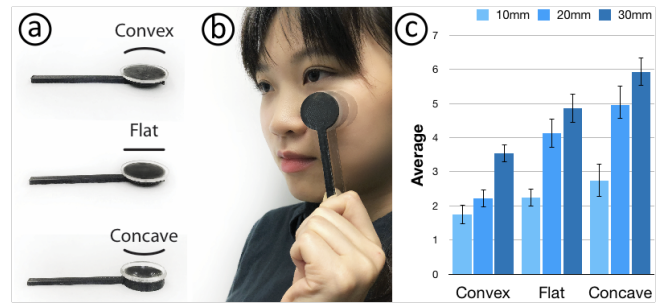 a
Convex
Flat
Concave
b
c
10mm 20mm 30mm
Average
7
6
5
4
3
2
1
0
Convex Flat Concave